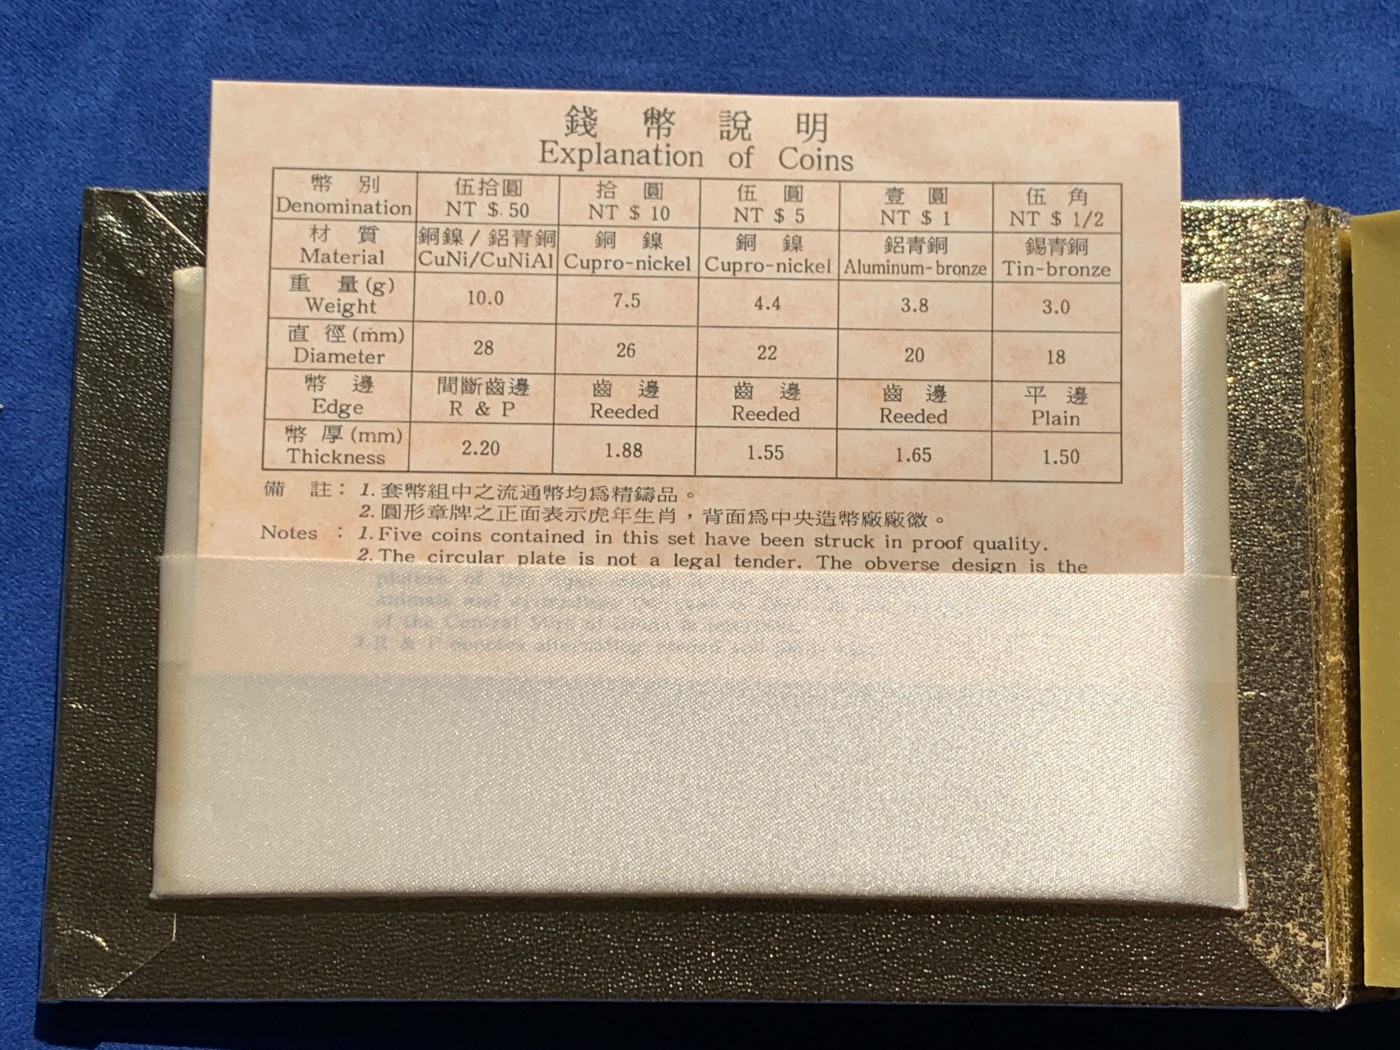 錢幣說明
Explanation of Coins
幣別 伍拾圓 拾圓 伍圓 壹圓 伍角
Denomination NT $ 50 NT $ 10 NT $ 5 NT $ 1 NT $ 1/2
材質 銅鎳/鋁青銅 銅鎳 銅鎳 鋁青銅 錫青銅
Material CuNi/CuNiAl Cupro-nickel Cupro-nickel Aluminum-bronze Tin-bronze
重量(g)
Weight 10.0 7.5 4.4 3.8 3.0
直徑(mm)
Diameter 28 26 22 20 18
幣邊 間斷齒邊 齒邊 齒邊 齒邊 平邊
Edge R & P Reeded Reeded Reeded Plain
幣厚(mm)
Thickness 2.20 1.88 1.55 1.65 1.50
備註：1.套幣組中之流通幣均爲精鑄品。
2.圓形章牌之正面表示虎年生肖，背面爲中央造幣廠廠徽。
Notes : 1.Five coins contained in this set have been struck in proof quality.
2.The circular plate is not a legal tender. The obverse design is the
of the Central Mint
R & P denotes alternating reeded and